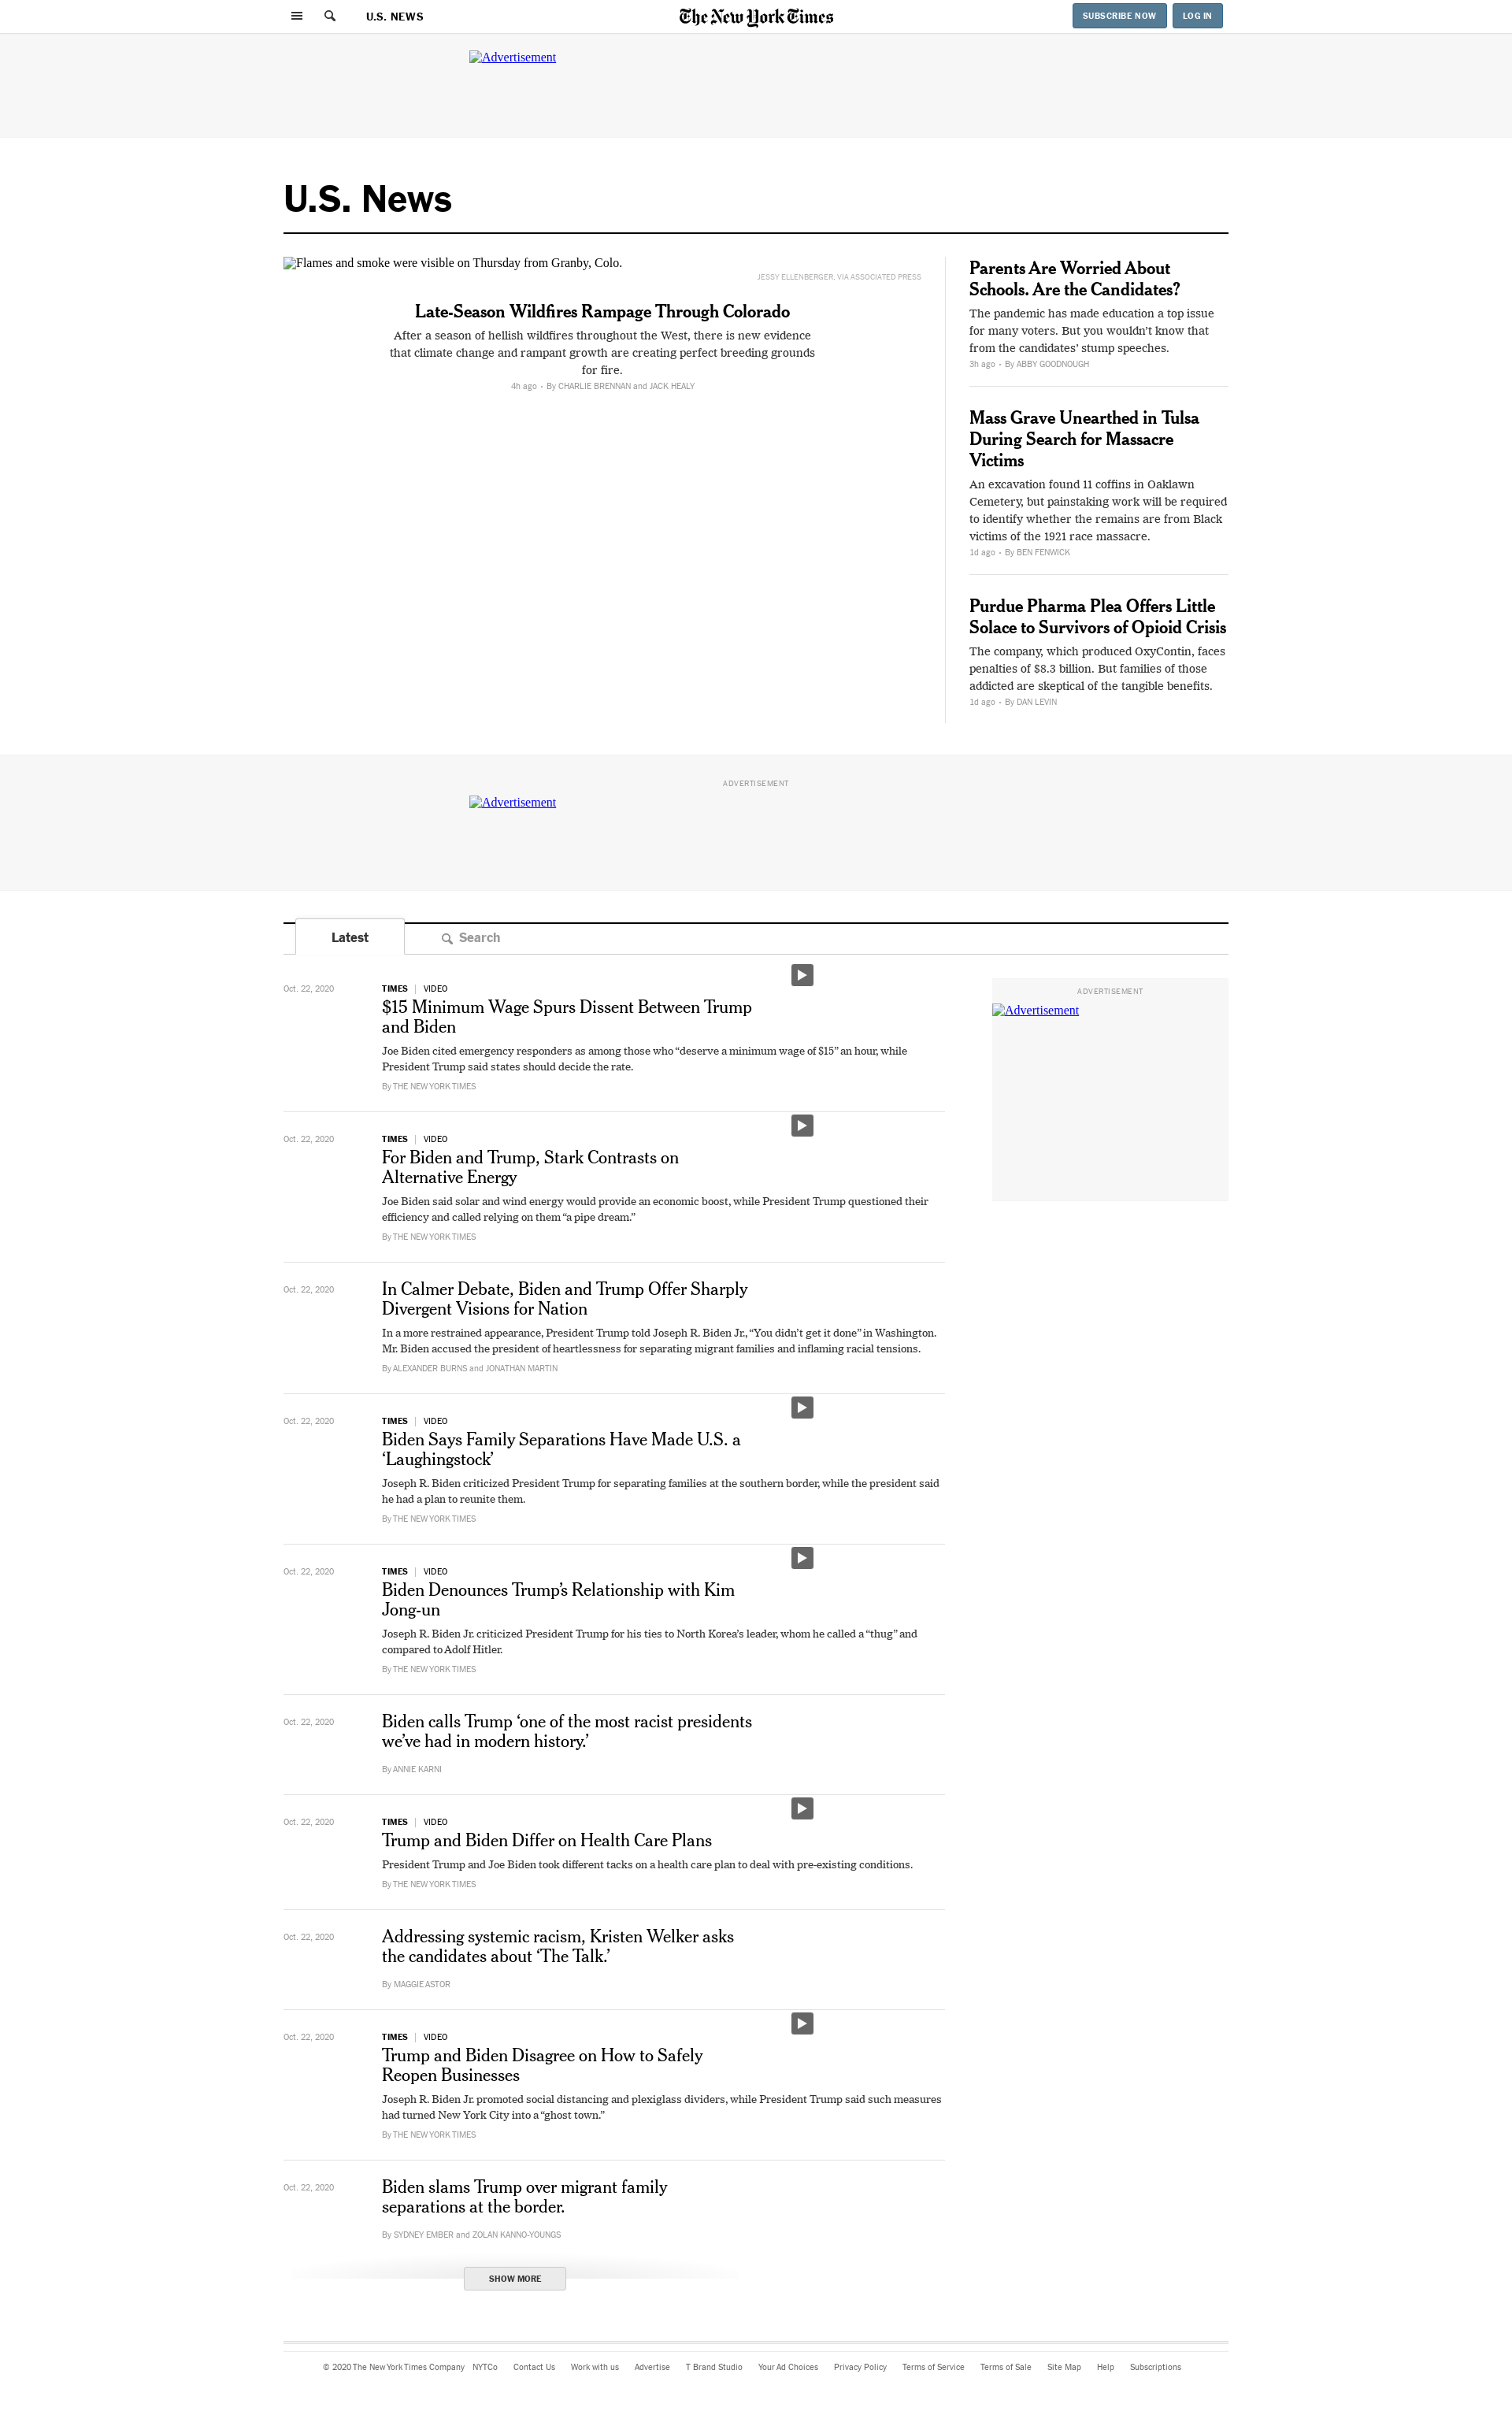 U.S. NEWS
The New York Times
SUBSCRIBE NOW
LOG IN
Advertisement
U.S. News
Flames and smoke were visible on Thursday from Granby, Colo.
JESSY ELLENBERGER, VIA ASSOCIATED PRESS
Late-Season Wildfires Rampage Through Colorado
After a season of hellish wildfires throughout the West, there is new evidence
that climate change and rampant growth are creating perfect breeding grounds
for fire.
4h ago • By CHARLIE BRENNAN and JACK HEALY
Parents Are Worried About
Schools. Are the Candidates?
The pandemic has made education a top issue
for many voters. But you wouldn’t know that
from the candidates’ stump speeches.
3h ago • By ABBY GOODNOUGH
Mass Grave Unearthed in Tulsa
During Search for Massacre
Victims
An excavation found 11 coffins in Oaklawn
Cemetery, but painstaking work will be required
to identify whether the remains are from Black
victims of the 1921 race massacre.
1d ago • By BEN FENWICK
Purdue Pharma Plea Offers Little
Solace to Survivors of Opioid Crisis
The company, which produced OxyContin, faces
penalties of $8.3 billion. But families of those
addicted are skeptical of the tangible benefits.
1d ago • By DAN LEVIN
ADVERTISEMENT
Advertisement
Latest
Search
Oct. 22, 2020
TIMES | VIDEO
$15 Minimum Wage Spurs Dissent Between Trump
and Biden
Joe Biden cited emergency responders as among those who “deserve a minimum wage of $15” an hour, while
President Trump said states should decide the rate.
By THE NEW YORK TIMES
ADVERTISEMENT
Advertisement
Oct. 22, 2020
TIMES | VIDEO
For Biden and Trump, Stark Contrasts on
Alternative Energy
Joe Biden said solar and wind energy would provide an economic boost, while President Trump questioned their
efficiency and called relying on them “a pipe dream.”
By THE NEW YORK TIMES
Oct. 22, 2020
In Calmer Debate, Biden and Trump Offer Sharply
Divergent Visions for Nation
In a more restrained appearance, President Trump told Joseph R. Biden Jr., “You didn’t get it done” in Washington.
Mr. Biden accused the president of heartlessness for separating migrant families and inflaming racial tensions.
By ALEXANDER BURNS and JONATHAN MARTIN
Oct. 22, 2020
TIMES | VIDEO
Biden Says Family Separations Have Made U.S. a
‘Laughingstock’
Joseph R. Biden criticized President Trump for separating families at the southern border, while the president said
he had a plan to reunite them.
By THE NEW YORK TIMES
Oct. 22, 2020
TIMES | VIDEO
Biden Denounces Trump’s Relationship with Kim
Jong-un
Joseph R. Biden Jr. criticized President Trump for his ties to North Korea’s leader, whom he called a “thug” and
compared to Adolf Hitler.
By THE NEW YORK TIMES
Oct. 22, 2020
Biden calls Trump ‘one of the most racist presidents
we’ve had in modern history.’
By ANNIE KARNI
Oct. 22, 2020
TIMES | VIDEO
Trump and Biden Differ on Health Care Plans
President Trump and Joe Biden took different tacks on a health care plan to deal with pre-existing conditions.
By THE NEW YORK TIMES
Oct. 22, 2020
Addressing systemic racism, Kristen Welker asks
the candidates about ‘The Talk.’
By MAGGIE ASTOR
Oct. 22, 2020
TIMES | VIDEO
Trump and Biden Disagree on How to Safely
Reopen Businesses
Joseph R. Biden Jr. promoted social distancing and plexiglass dividers, while President Trump said such measures
had turned New York City into a “ghost town.”
By THE NEW YORK TIMES
Oct. 22, 2020
Biden slams Trump over migrant family
separations at the border.
By SYDNEY EMBER and ZOLAN KANNO-YOUNGS
SHOW MORE
© 2020 The New York Times Company NYTCo Contact Us Work with us Advertise T Brand Studio Your Ad Choices Privacy Policy Terms of Service Terms of Sale Site Map Help Subscriptions